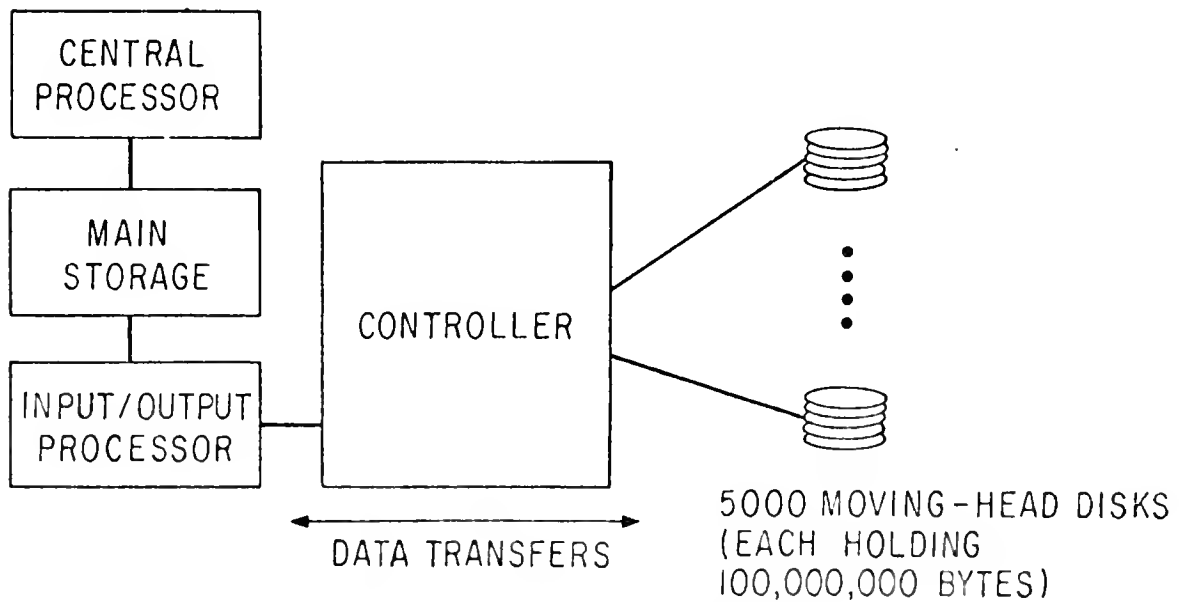 CENTRAL
PROCESSOR
MAIN
STORAGE
INPUT/OUTPUT
PROCESSOR
CONTROLLER
DATA TRANSFERS
5000 MOVING-HEAD DISKS
(EACH HOLDING
100,000,000 BYTES)